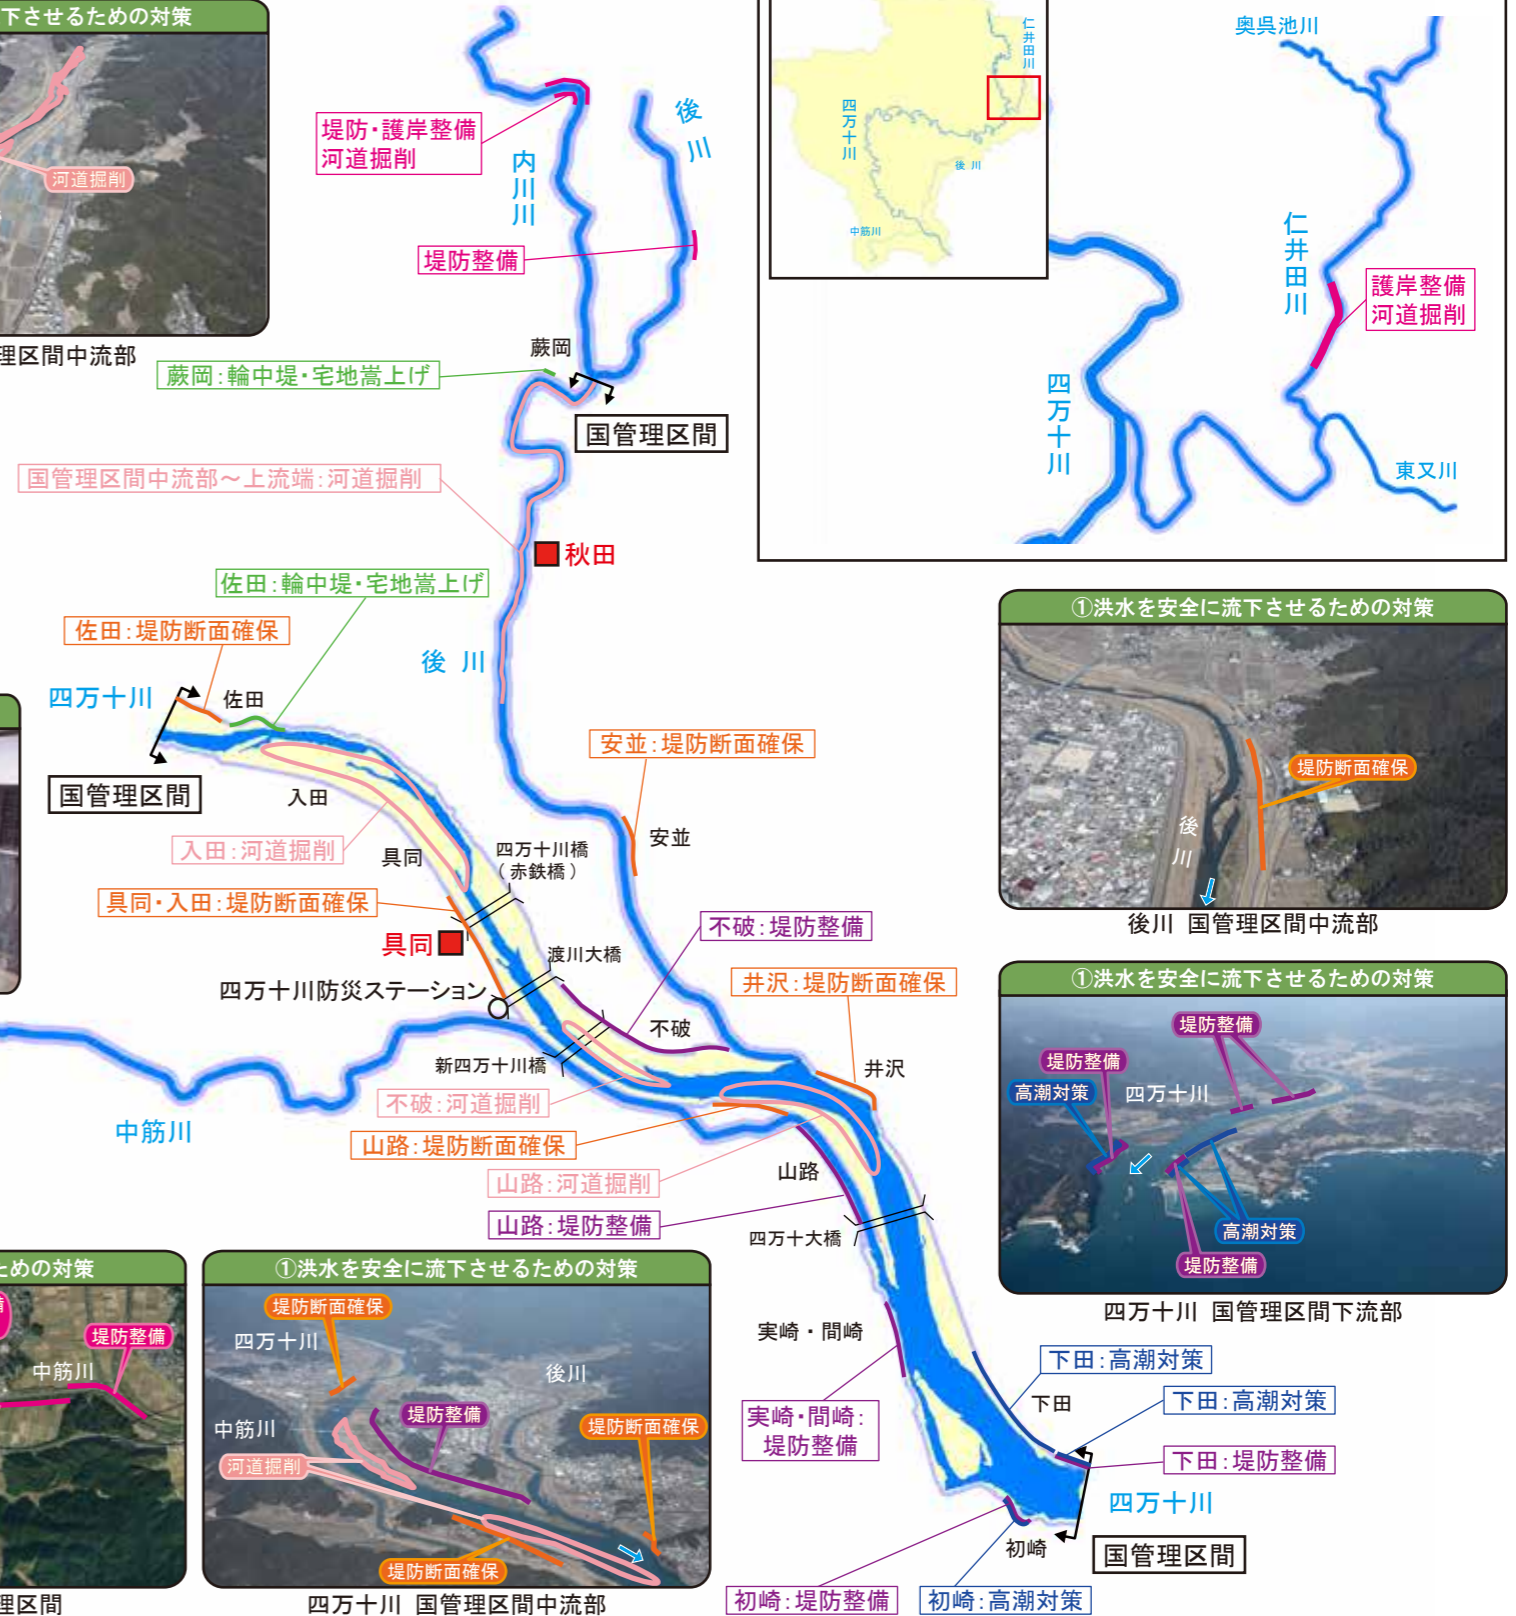 下させるための対策
河道掘削
理区間中流部
堤防・護岸整備
河道掘削
内川川
後川
堤防整備
蕨岡
蕨岡：輪中堤・宅地嵩上げ
国管理区間
国管理区間中流部～上流端：河道掘削
秋田
佐田：輪中堤・宅地嵩上げ
佐田：堤防断面確保
後川
四万十川
佐田
国管理区間
入田
入田：河道掘削
具同
四万十川橋
（赤鉄橋）
安並：堤防断面確保
安並
具同・入田：堤防断面確保
具同
渡川大橋
四万十川防災ステーション
不破：堤防整備
不破
井沢：堤防断面確保
井沢
新四万十川橋
中筋川
不破：河道掘削
山路：堤防断面確保
山路：河道掘削
山路
山路：堤防整備
四万十大橋
実崎・間崎
実崎・間崎：
堤防整備
下田：高潮対策
下田
下田：高潮対策
下田：堤防整備
四万十川
国管理区間
初崎
初崎：堤防整備
初崎：高潮対策
仁井田川
四万十川
後川
中筋川
奥呉池川
仁井田川
護岸整備
河道掘削
四万十川
東又川
①洪水を安全に流下させるための対策
堤防断面確保
後川
後川 国管理区間中流部
①洪水を安全に流下させるための対策
堤防整備
堤防整備
高潮対策
四万十川
高潮対策
堤防整備
四万十川 国管理区間下流部
ための対策
堤防整備
中筋川
理区間
①洪水を安全に流下させるための対策
堤防断面確保
四万十川
後川
堤防整備
中筋川
堤防断面確保
河道掘削
堤防断面確保
四万十川 国管理区間中流部